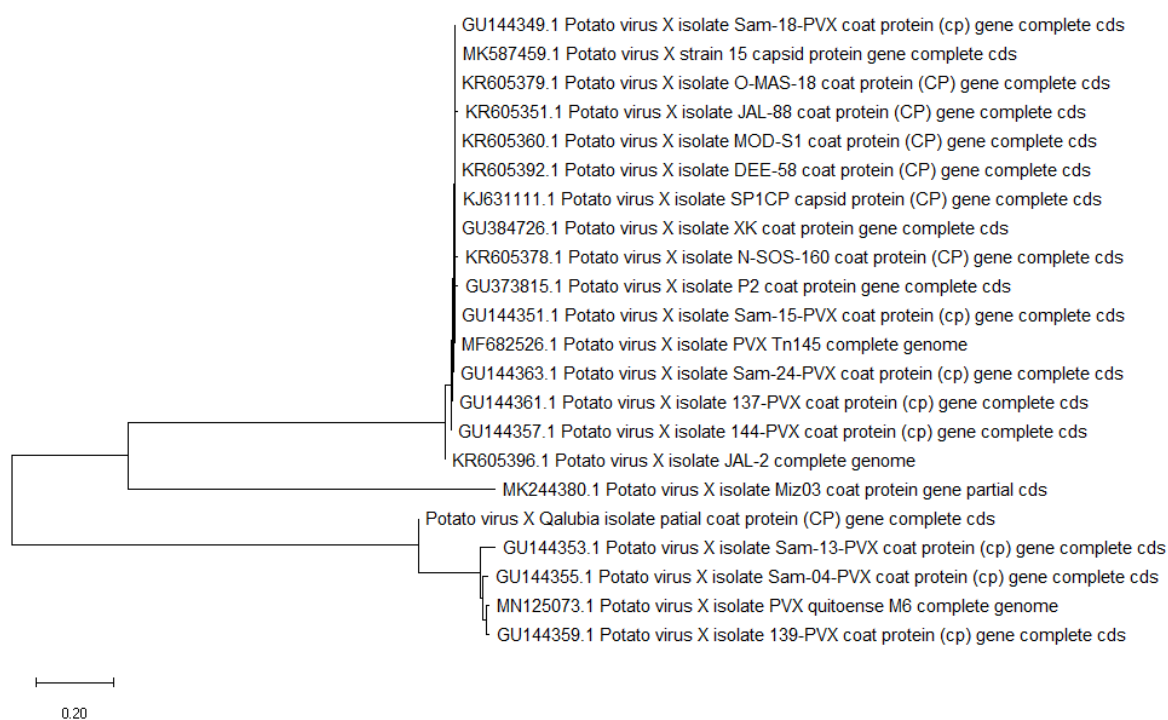 GU144349.1 Potato virus X isolate Sam-18-PVX coat protein (cp) gene complete cds
MK587459.1 Potato virus X strain 15 capsid protein gene complete cds
KR605379.1 Potato virus X isolate O-MAS-18 coat protein (CP) gene complete cds
KR605351.1 Potato virus X isolate JAL-88 coat protein (CP) gene complete cds
KR605360.1 Potato virus X isolate MOD-S1 coat protein (CP) gene complete cds
KR605392.1 Potato virus X isolate DEE-58 coat protein (CP) gene complete cds
KJ631111.1 Potato virus X isolate SP1CP capsid protein (CP) gene complete cds
GU384726.1 Potato virus X isolate XK coat protein gene complete cds
KR605378.1 Potato virus X isolate N-SOS-160 coat protein (CP) gene complete cds
GU373815.1 Potato virus X isolate P2 coat protein gene complete cds
GU144351.1 Potato virus X isolate Sam-15-PVX coat protein (cp) gene complete cds
MF682526.1 Potato virus X isolate PVX Tn145 complete genome
GU144363.1 Potato virus X isolate Sam-24-PVX coat protein (cp) gene complete cds
GU144361.1 Potato virus X isolate 137-PVX coat protein (cp) gene complete cds
GU144357.1 Potato virus X isolate 144-PVX coat protein (cp) gene complete cds
KR605396.1 Potato virus X isolate JAL-2 complete genome
MK244380.1 Potato virus X isolate Miz03 coat protein gene partial cds
Potato virus X Qalubia isolate patial coat protein (CP) gene complete cds
GU144353.1 Potato virus X isolate Sam-13-PVX coat protein (cp) gene complete cds
GU144355.1 Potato virus X isolate Sam-04-PVX coat protein (cp) gene complete cds
MN125073.1 Potato virus X isolate PVX quitoense M6 complete genome
GU144359.1 Potato virus X isolate 139-PVX coat protein (cp) gene complete cds
0.20